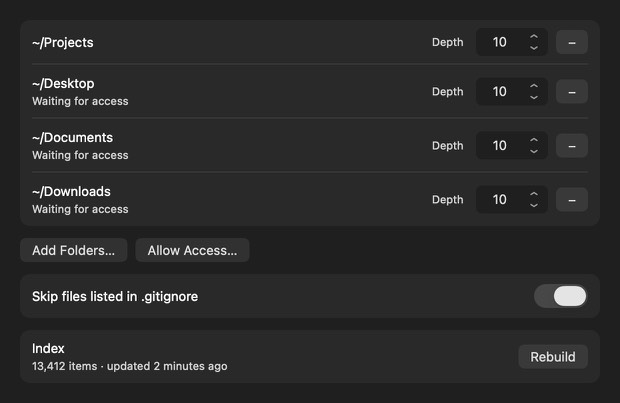 ~/Projects
Depth 10 –
~/Desktop
Waiting for access
Depth 10 –
~/Documents
Waiting for access
Depth 10 –
~/Downloads
Waiting for access
Depth 10 –
Add Folders... Allow Access...
Skip files listed in .gitignore
Index
13,412 items · updated 2 minutes ago
Rebuild